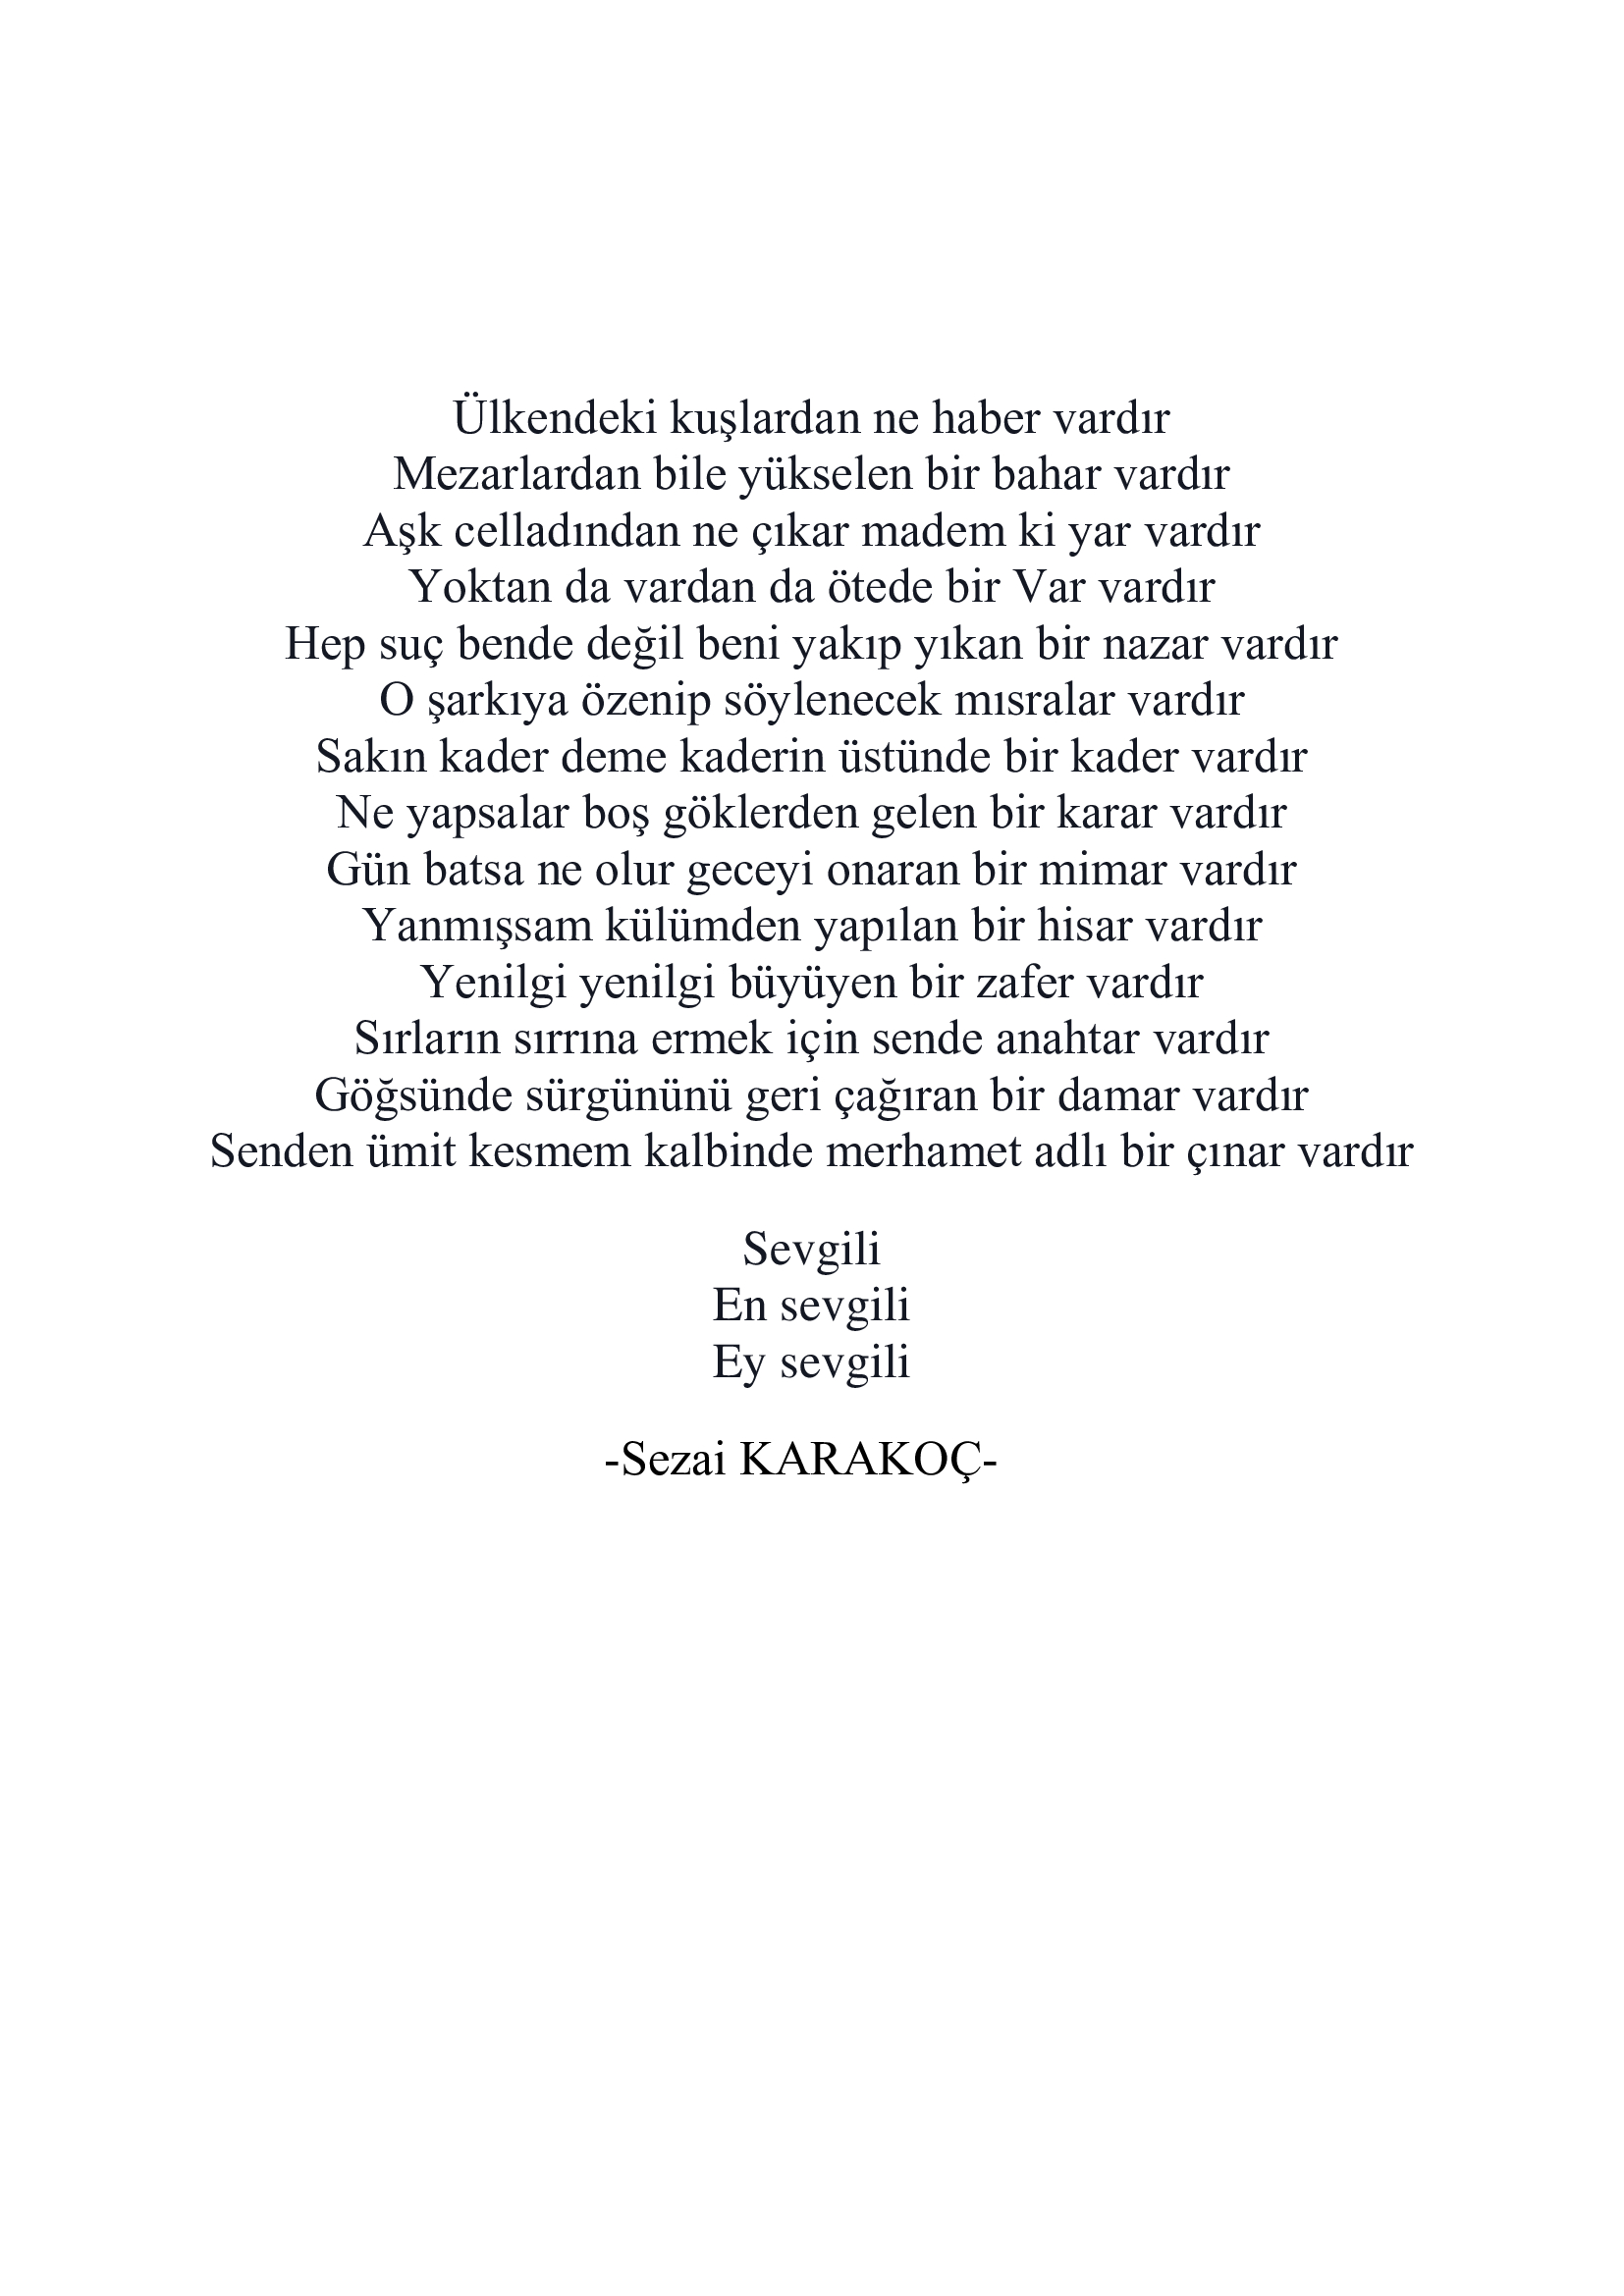 Ülkendeki kuşlardan ne haber vardır
Mezarlardan bile yükselen bir bahar vardır
Aşk celladından ne çıkar madem ki yar vardır
Yoktan da vardan da ötede bir Var vardır
Hep suç bende değil beni yakıp yıkan bir nazar vardır
O şarkıya özenip söylenecek mısralar vardır
Sakın kader deme kaderin üstünde bir kader vardır
Ne yapsalar boş göklerden gelen bir karar vardır
Gün batsa ne olur geceyi onaran bir mimar vardır
Yanmışsam külümden yapılan bir hisar vardır
Yenilgi yenilgi büyüyen bir zafer vardır
Sırların sırrına ermek için sende anahtar vardır
Göğsünde sürgününü geri çağıran bir damar vardır
Senden ümit kesmem kalbinde merhamet adlı bir çınar vardır
Sevgili
En sevgili
Ey sevgili
-Sezai KARAKOÇ-